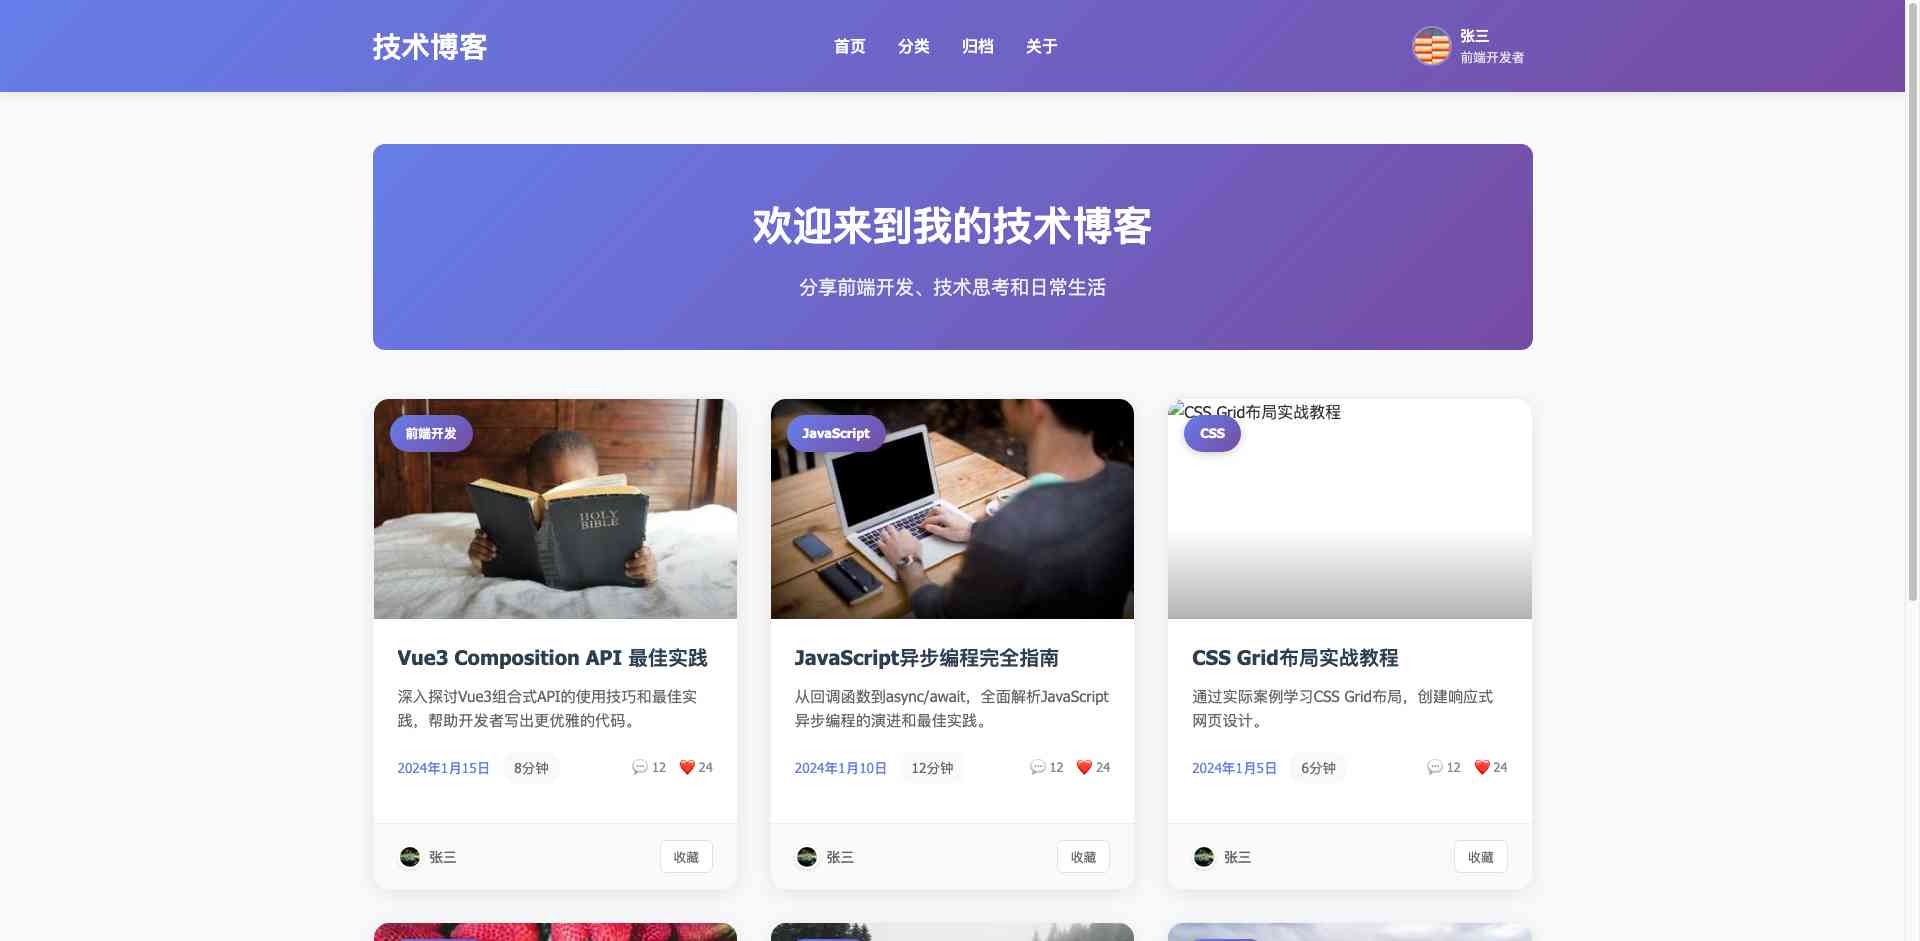 技术博客
首页 分类 归档 关于
张三
前端开发者
欢迎来到我的技术博客
分享前端开发、技术思考和日常生活
前端开发
HOLY
BIBLE
Vue3 Composition API 最佳实践
深入探讨Vue3组合式API的使用技巧和最佳实
践，帮助开发者写出更优雅的代码。
2024年1月15日 8分钟 12 24
张三 收藏
JavaScript
JavaScript异步编程完全指南
从回调函数到async/await，全面解析JavaScript
异步编程的演进和最佳实践。
2024年1月10日 12分钟 12 24
张三 收藏
CSS Grid布局实战教程
CSS
CSS Grid布局实战教程
通过实际案例学习CSS Grid布局，创建响应式
网页设计。
2024年1月5日 6分钟 12 24
张三 收藏